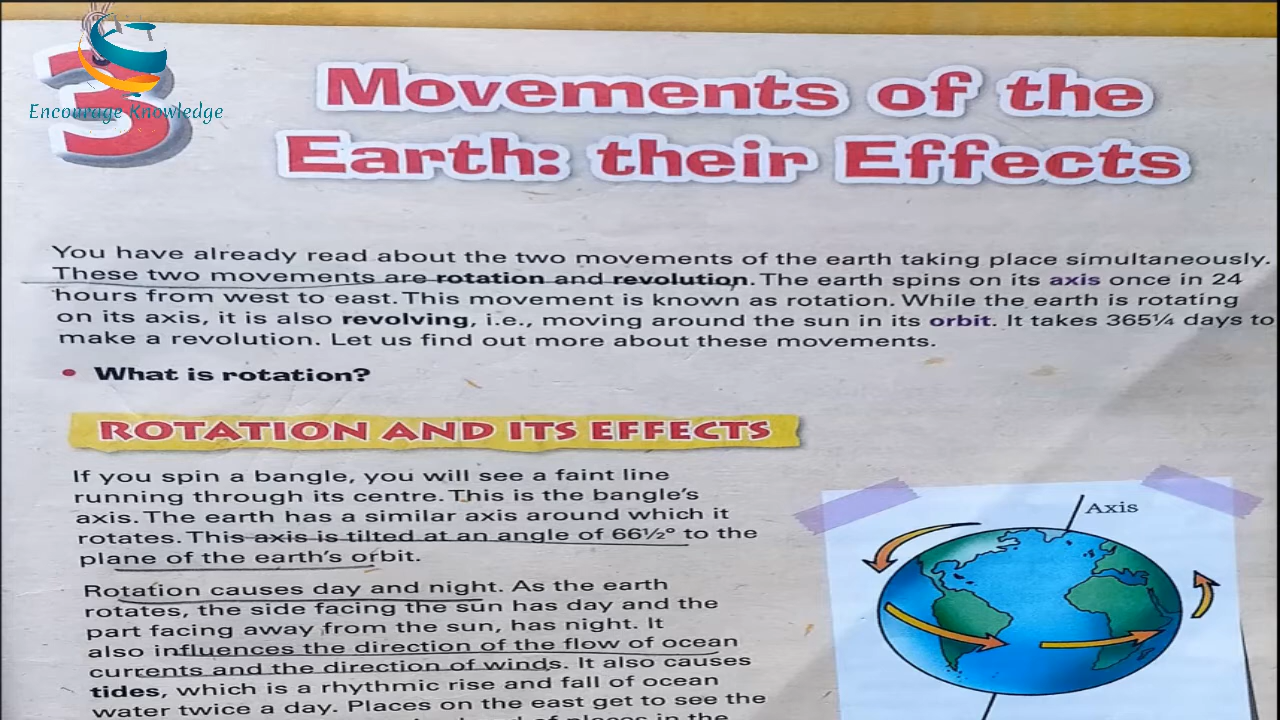 3
Encourage Knowledge
Movements of the
Earth: their Effects
You have already read about the two movements of the earth taking place simultaneously.
These two movements are rotation and revolution. The earth spins on its axis once in 24
hours from west to east. This movement is known as rotation. While the earth is rotating
on its axis, it is also revolving, i.e., moving around the sun in its orbit. It takes 365¼ days to
make a revolution. Let us find out more about these movements.
• What is rotation?
ROTATION AND ITS EFFECTS
If you spin a bangle, you will see a faint line
running through its centre. This is the bangle's
axis. The earth has a similar axis around which it
rotates. This axis is tilted at an angle of 66½° to the
plane of the earth's orbit.
Rotation causes day and night. As the earth
rotates, the side facing the sun has day and the
part facing away from the sun, has night. It
also influences the direction of the flow of ocean
currents and the direction of winds. It also causes
tides, which is a rhythmic rise and fall of ocean
water twice a day. Places on the east get to see the
of places in the
Axis